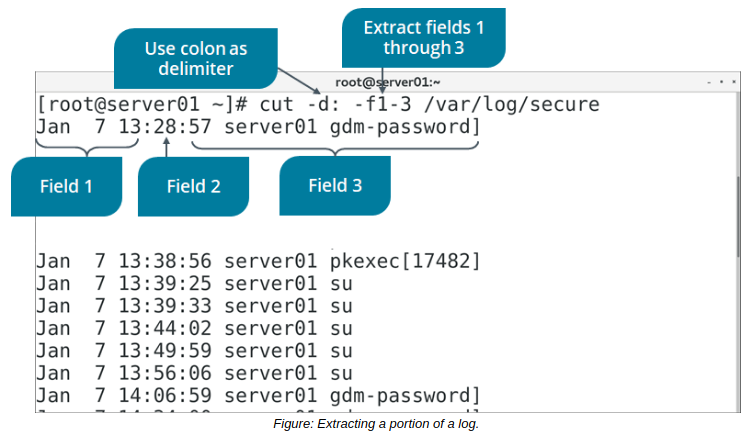 Use colon as
delimiter
Extract fields 1
through 3
root@server01:~
[root@server01 ~]# cut -d: -f1-3 /var/log/secure
Jan  7 13:28:57 server01 gdm-password]
Field 1
Field 2
Field 3
Jan  7 13:38:56 server01 pkexec[17482]
Jan  7 13:39:25 server01 su
Jan  7 13:39:33 server01 su
Jan  7 13:44:02 server01 su
Jan  7 13:49:59 server01 su
Jan  7 13:56:06 server01 su
Jan  7 14:06:59 server01 gdm-password]
Figure: Extracting a portion of a log.